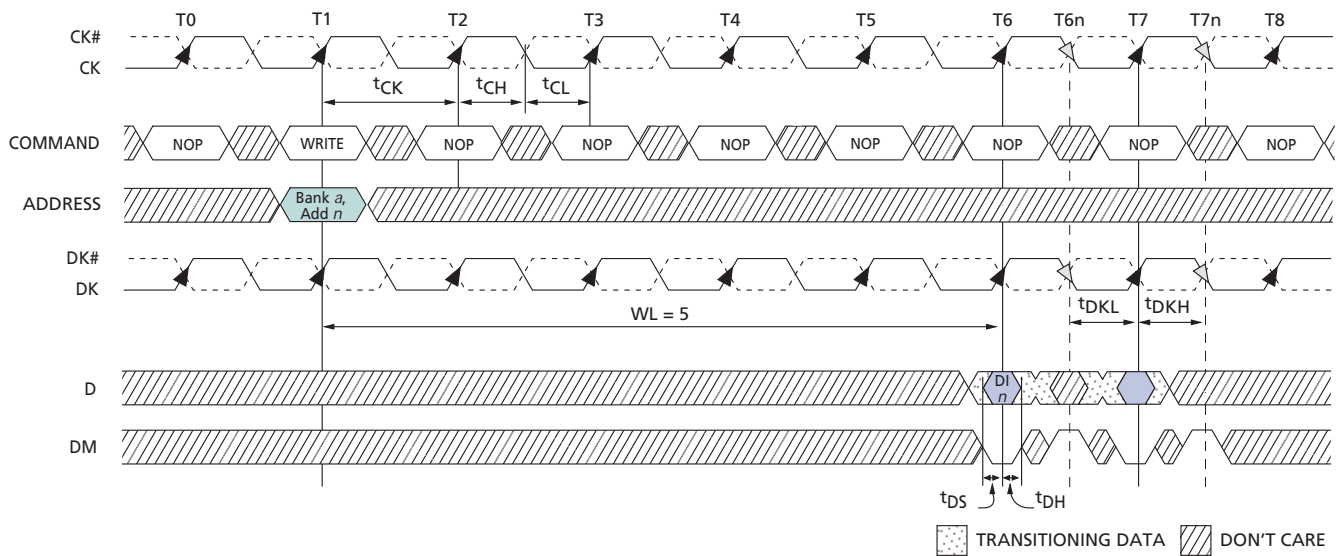 T0 T1 T2 T3 T4 T5 T6 T6n T7 T7n T8
CK#
CK
tCK tCH tCL
COMMAND NOP WRITE NOP NOP NOP NOP NOP NOP NOP
ADDRESS Bank a,
Add n
DK#
DK
WL = 5 tDKL tDKH
D DI
n
DM
tDS tDH
TRANSITIONING DATA DON'T CARE